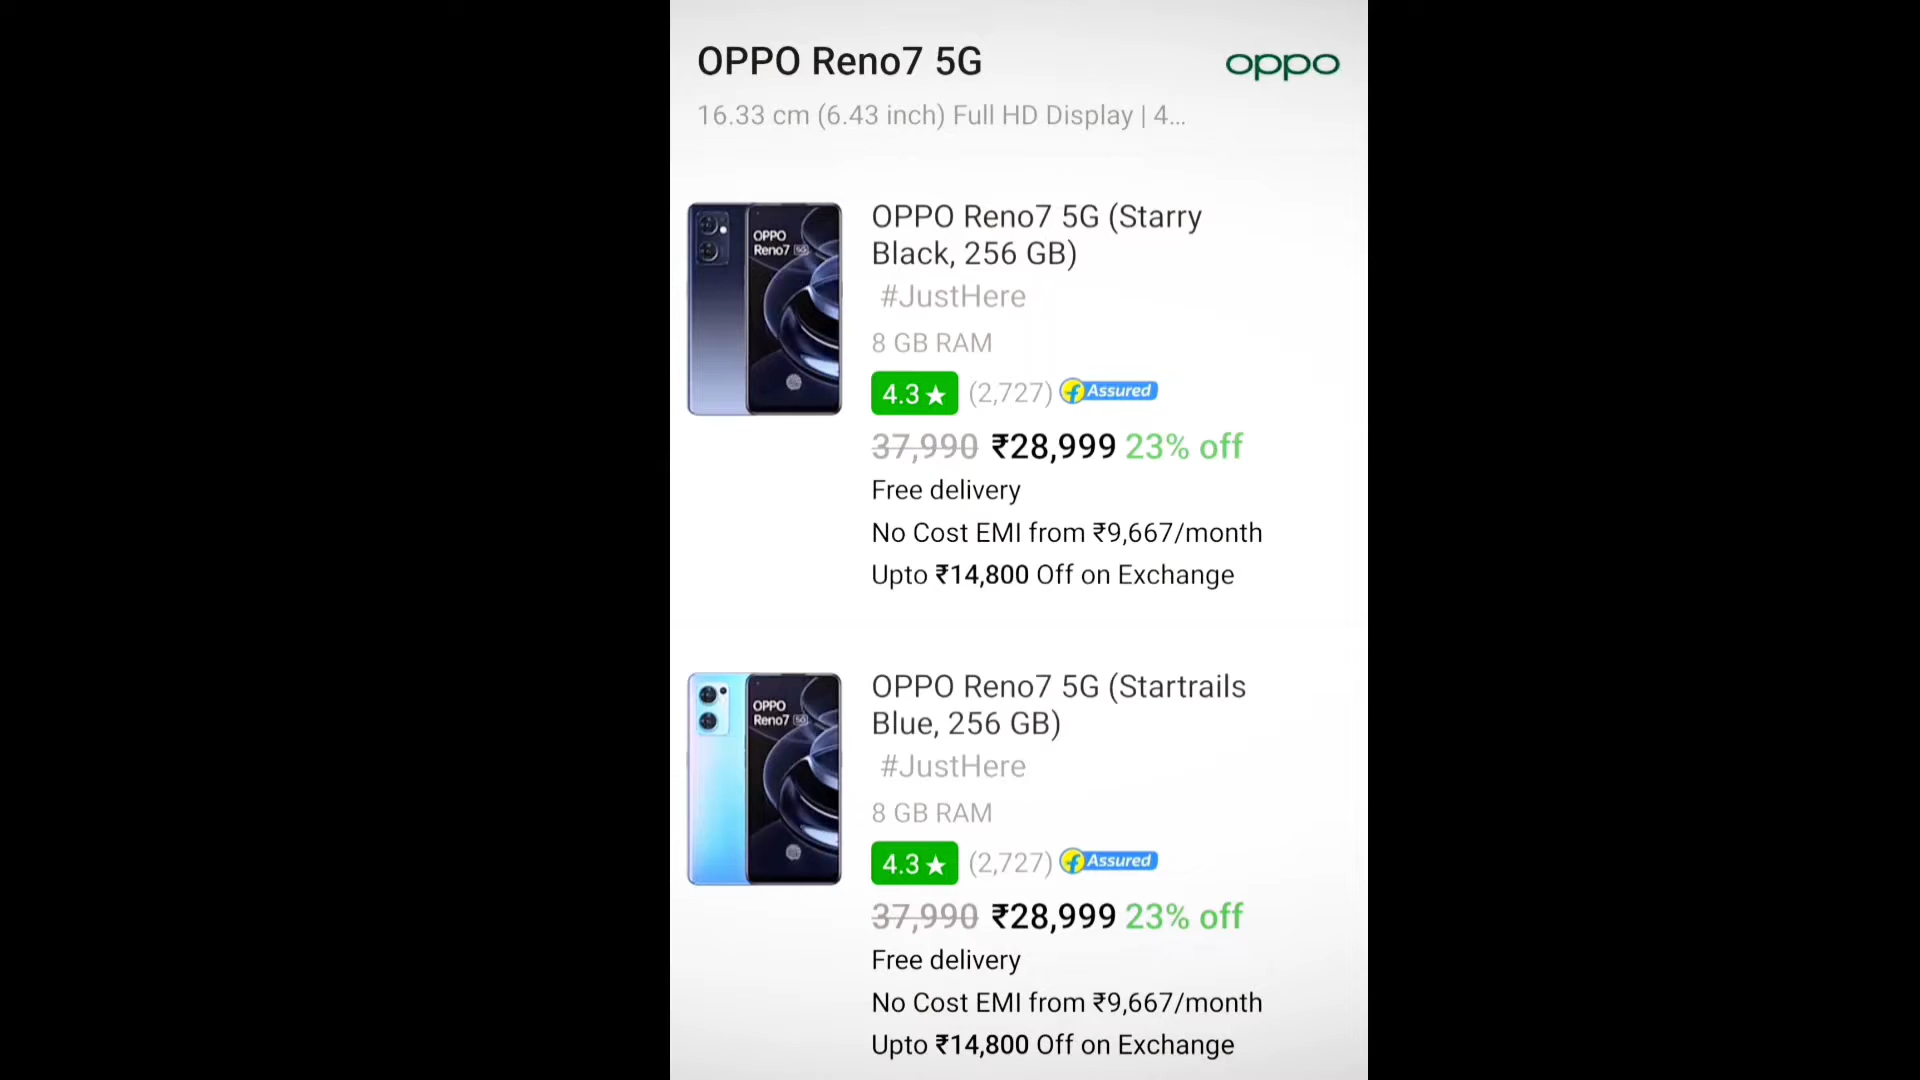 OPPO Reno7 5G
oppo
16.33 cm (6.43 inch) Full HD Display | 4...
OPPO
Reno7 5G
OPPO Reno7 5G (Starry
Black, 256 GB)
#JustHere
8 GB RAM
4.3★ (2,727) f Assured
37,990 ₹28,999 23% off
Free delivery
No Cost EMI from ₹9,667/month
Upto ₹14,800 Off on Exchange
OPPO
Reno7 5G
OPPO Reno7 5G (Startrails
Blue, 256 GB)
#JustHere
8 GB RAM
4.3★ (2,727) f Assured
37,990 ₹28,999 23% off
Free delivery
No Cost EMI from ₹9,667/month
Upto ₹14,800 Off on Exchange